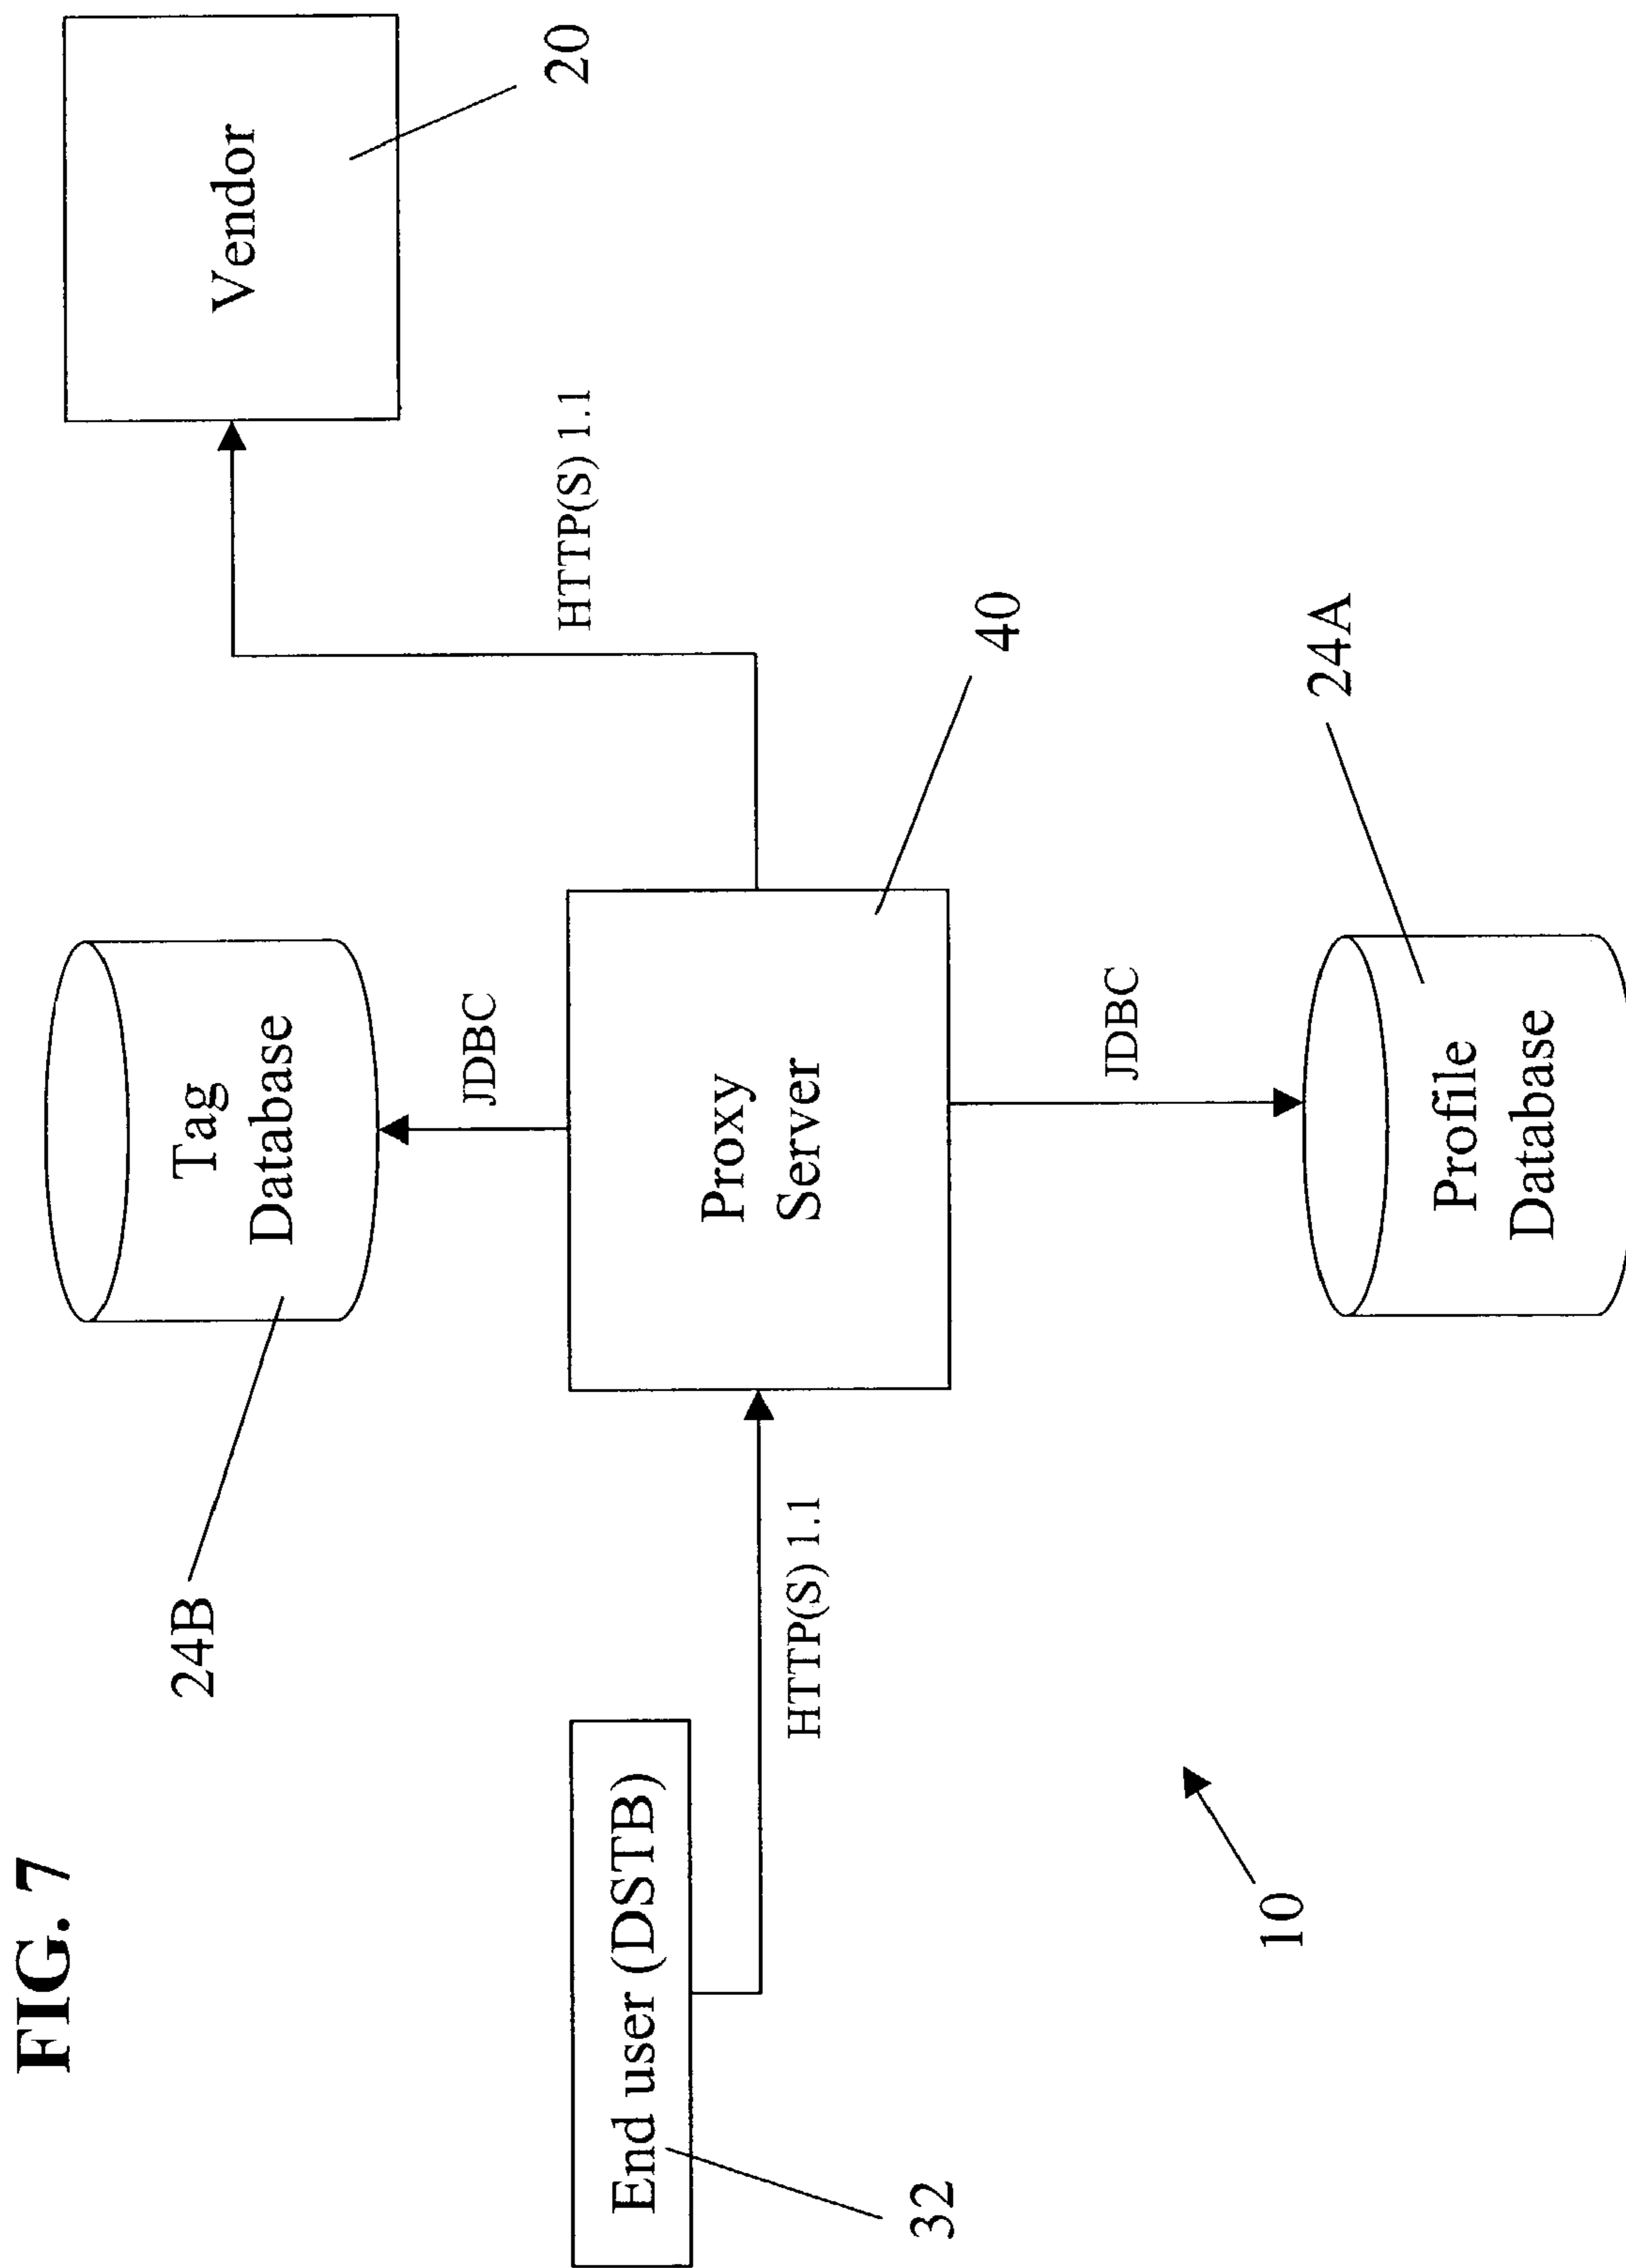 FIG. 7
Tag
Database
24B
Vendor
20
JDBC
HTTP(S) 1.1
End user (DSTB)
32
Proxy
Server
40
HTTP(S) 1.1
JDBC
10
Profile
Database
24A